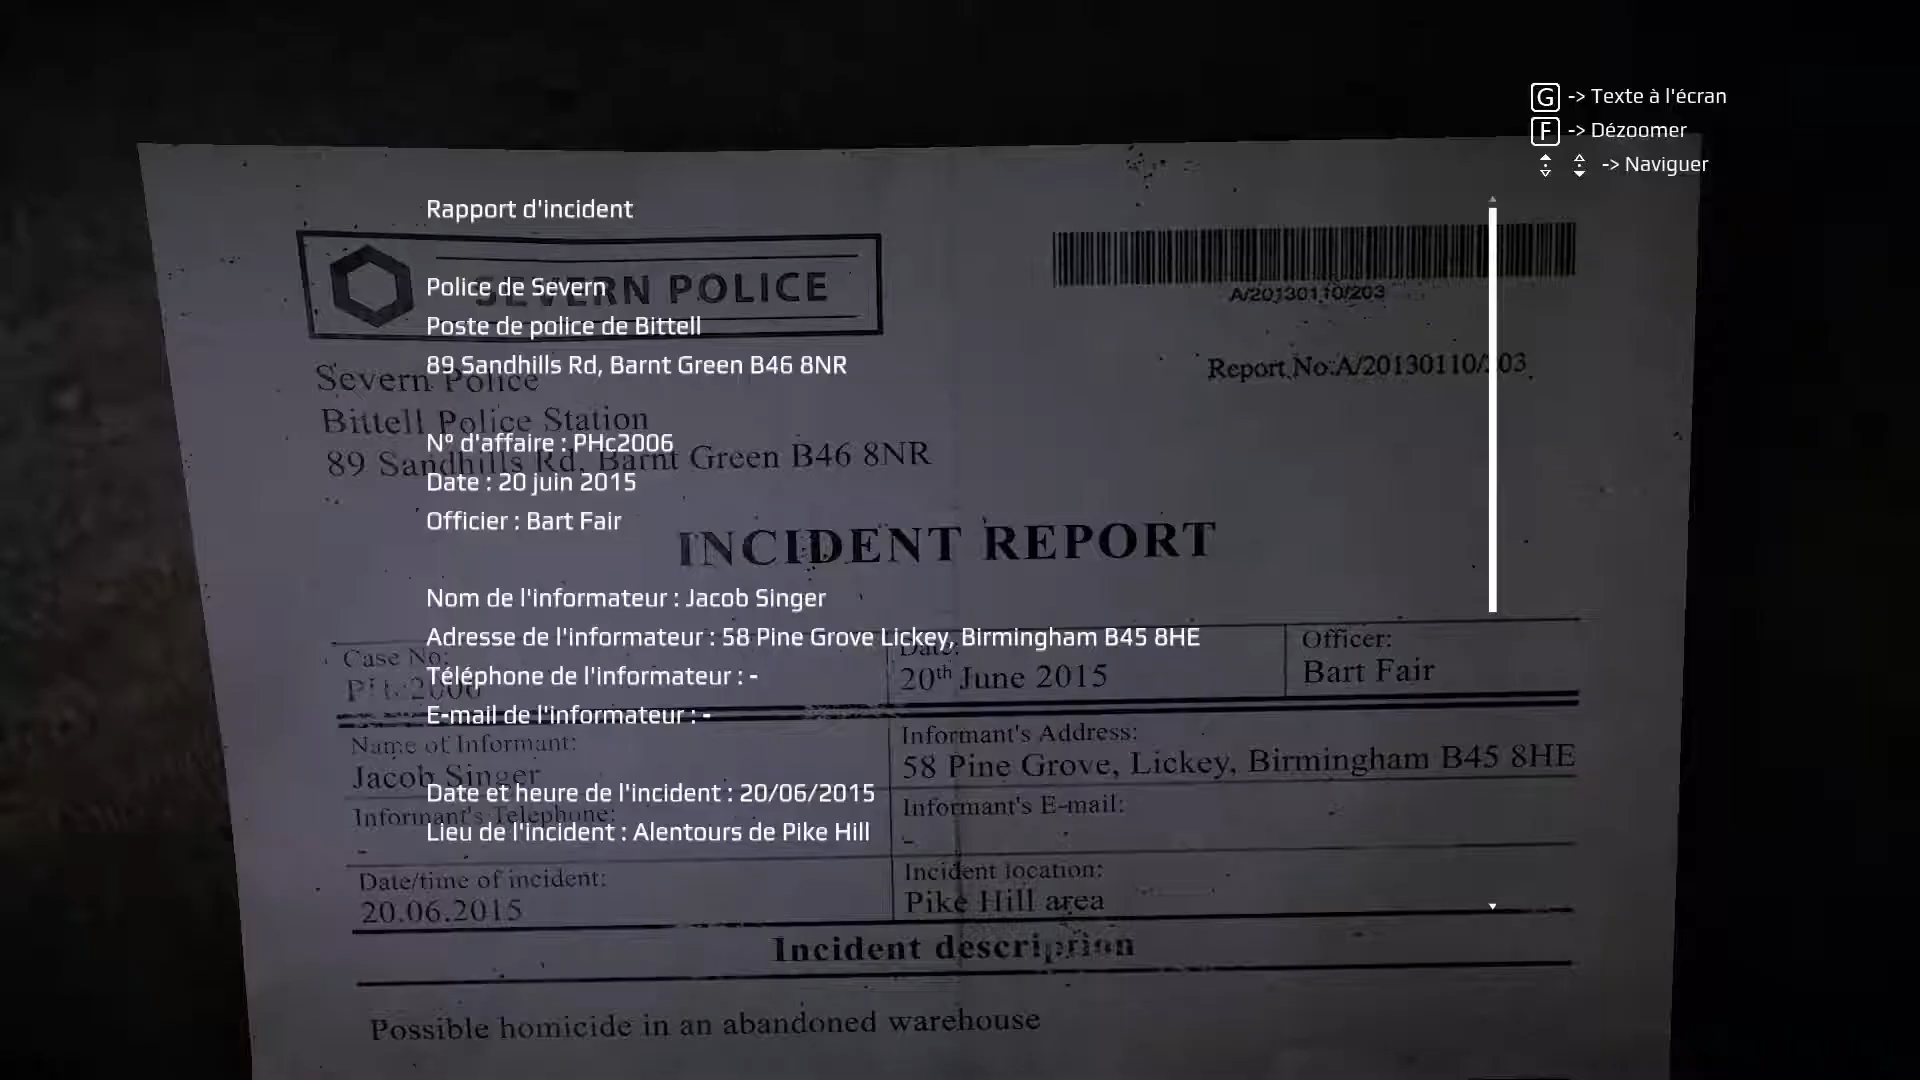 G -> Texte à l'écran
F -> Dézoomer
-> Naviguer
Rapport d'incident
Police de Severn
Poste de police de Bittell
89 Sandhills Rd, Barnt Green B46 8NR
N° d'affaire : PHc2006
Date : 20 juin 2015
Officier : Bart Fair
Nom de l'informateur : Jacob Singer
Adresse de l'informateur : 58 Pine Grove Lickey, Birmingham B45 8HE
Téléphone de l'informateur : -
E-mail de l'informateur : -
Date et heure de l'incident : 20/06/2015
Lieu de l'incident : Alentours de Pike Hill
SEVERN POLICE
A/20130110/203
Report No:A/20130110/203
Severn Police
Bittell Police Station
89 Sandhills Rd, Barnt Green B46 8NR
INCIDENT REPORT
Case No:
Date:
20th June 2015
Officer:
Bart Fair
Name of Informant:
Jacob Singer
Informant's Address:
58 Pine Grove, Lickey, Birmingham B45 8HE
Informant's Telephone:
-
Informant's E-mail:
-
Date/time of incident:
20.06.2015
Incident location:
Pike Hill area
Incident description
Possible homicide in an abandoned warehouse